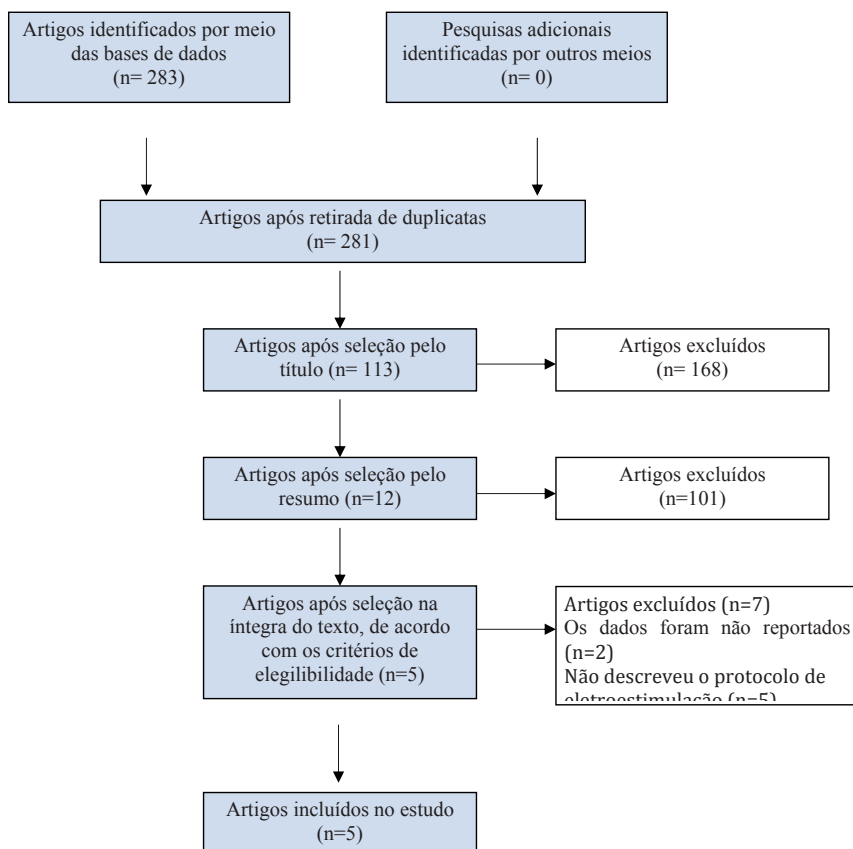 Artigos identificados por meio
das bases de dados
(n= 283)
Pesquisas adicionais
identificadas por outros meios
(n= 0)
Artigos após retirada de duplicatas
(n= 281)
Artigos após seleção pelo
título (n= 113)
Artigos excluídos
(n= 168)
Artigos após seleção pelo
resumo (n=12)
Artigos excluídos
(n=101)
Artigos após seleção na
íntegra do texto, de acordo
com os critérios de
elegilibilidade (n=5)
Artigos excluídos (n=7)
Os dados foram não reportados
(n=2)
Não descreveu o protocolo de
eletroestimulação (n=5)
Artigos incluídos no estudo
(n=5)